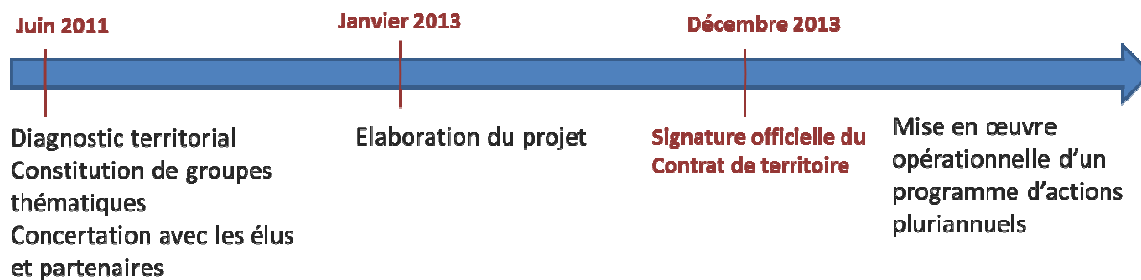 Juin 2011
Janvier 2013
Décembre 2013
Diagnostic territorial
Constitution de groupes
thématiques
Concertation avec les élus
et partenaires
Elaboration du projet
Signature officielle du
Contrat de territoire
Mise en œuvre
opérationnelle d'un
programme d'actions
pluriannuels